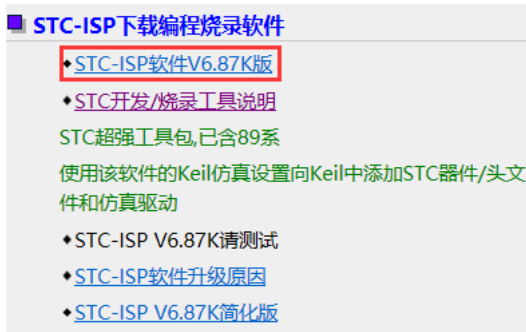 STC-ISP下载编程烧录软件
STC-ISP软件V6.87K版
STC开发/烧录工具说明
STC超强工具包,已含89系
使用该软件的Keil仿真设置向Keil中添加STC器件/头文
件和仿真驱动
STC-ISP V6.87K请测试
STC-ISP软件升级原因
STC-ISP V6.87K简化版